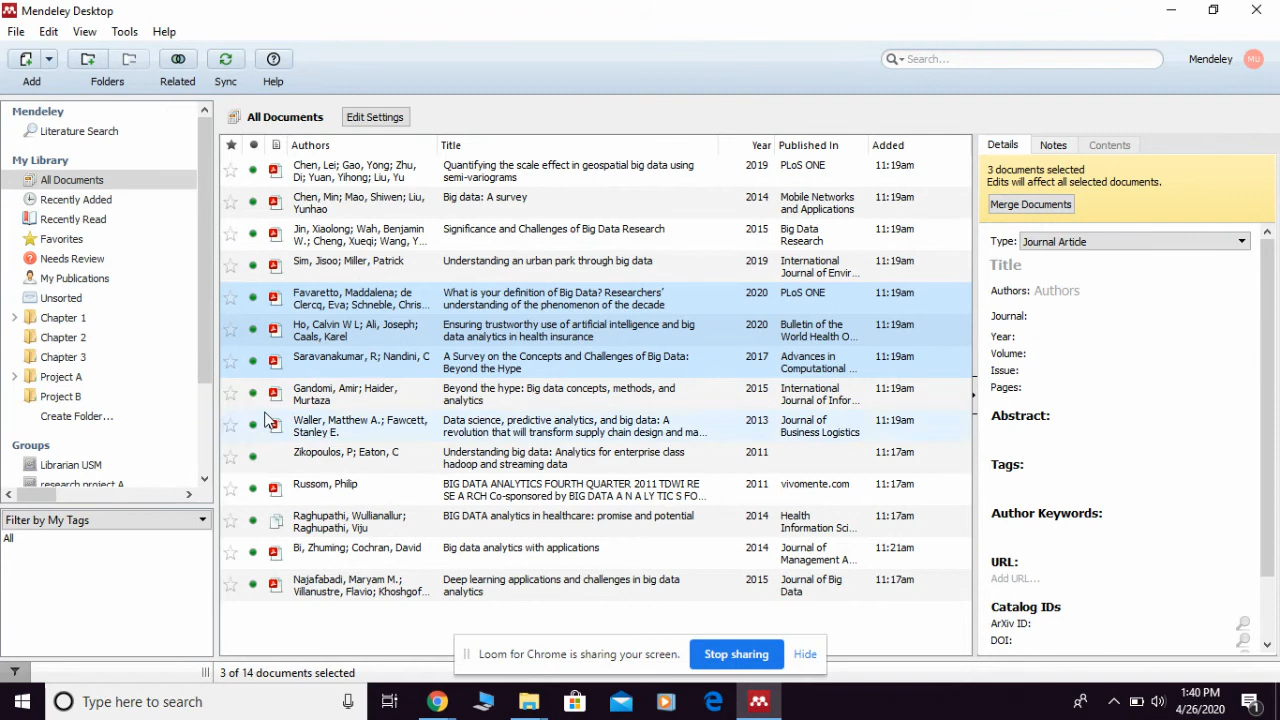 Mendeley Desktop
File Edit View Tools Help
Add Folders Related Sync Help
Search...
Mendeley MU
Mendeley
Literature Search
My Library
All Documents
Recently Added
Recently Read
Favorites
Needs Review
My Publications
Unsorted
Chapter 1
Chapter 2
Chapter 3
Project A
Project B
Create Folder...
Groups
Librarian USM
research project A
Filter by My Tags
All
All Documents Edit Settings
Authors Title Year Published In Added
Chen, Lei; Gao, Yong; Zhu, Quantifying the scale effect in geospatial big data using 2019 PLoS ONE 11:19am
Di; Yuan, Yihong; Liu, Yu semi-variograms
Chen, Min; Mao, Shiwen; Liu, Big data: A survey 2014 Mobile Networks 11:19am
Yunhao and Applications
Jin, Xiaolong; Wah, Benjamin Significance and Challenges of Big Data Research 2015 Big Data 11:19am
W.; Cheng, Xueqi; Wang, Y... Research
Sim, Jisoo; Miller, Patrick Understanding an urban park through big data 2019 International 11:19am
Journal of Envir...
Favaretto, Maddalena; de What is your definition of Big Data? Researchers' 2020 PLoS ONE 11:19am
Clercq, Eva; Schneble, Chris... understanding of the phenomenon of the decade
Ho, Calvin W L; Ali, Joseph; Ensuring trustworthy use of artificial intelligence and big 2020 Bulletin of the 11:19am
Caals, Karel data analytics in health insurance World Health O...
Saravanakumar, R; Nandini, C A Survey on the Concepts and Challenges of Big Data: 2017 Advances in 11:19am
Beyond the Hype Computational ...
Gandomi, Amir; Haider, Beyond the hype: Big data concepts, methods, and 2015 International 11:19am
Murtaza analytics Journal of Infor...
Waller, Matthew A.; Fawcett, Data science, predictive analytics, and big data: A 2013 Journal of 11:19am
Stanley E. revolution that will transform supply chain design and ma... Business Logistics
Zikopoulos, P; Eaton, C Understanding big data: Analytics for enterprise class 2011 11:17am
hadoop and streaming data
Russom, Philip BIG DATA ANALYTICS FOURTH QUARTER 2011 TDWI RE 2011 vivomente.com 11:17am
SE A RCH Co-sponsored by BIG DATA A N A LY TIC S FO...
Raghupathi, Wullianallur; BIG DATA analytics in healthcare: promise and potential 2014 Health 11:17am
Raghupathi, Viju Information Sci...
Bi, Zhuming; Cochran, David Big data analytics with applications 2014 Journal of 11:21am
Management A...
Najafabadi, Maryam M.; Deep learning applications and challenges in big data 2015 Journal of Big 11:17am
Villanustre, Flavio; Khoshgof... analytics Data
Details Notes Contents
3 documents selected
Edits will affect all selected documents.
Merge Documents
Type: Journal Article
Title
Authors: Authors
Journal:
Year:
Volume:
Issue:
Pages:
Abstract:
Tags:
Author Keywords:
URL:
Add URL...
Catalog IDs
ArXiv ID:
DOI:
Loom for Chrome is sharing your screen. Stop sharing Hide
3 of 14 documents selected
Type here to search
1:40 PM
4/26/2020
1